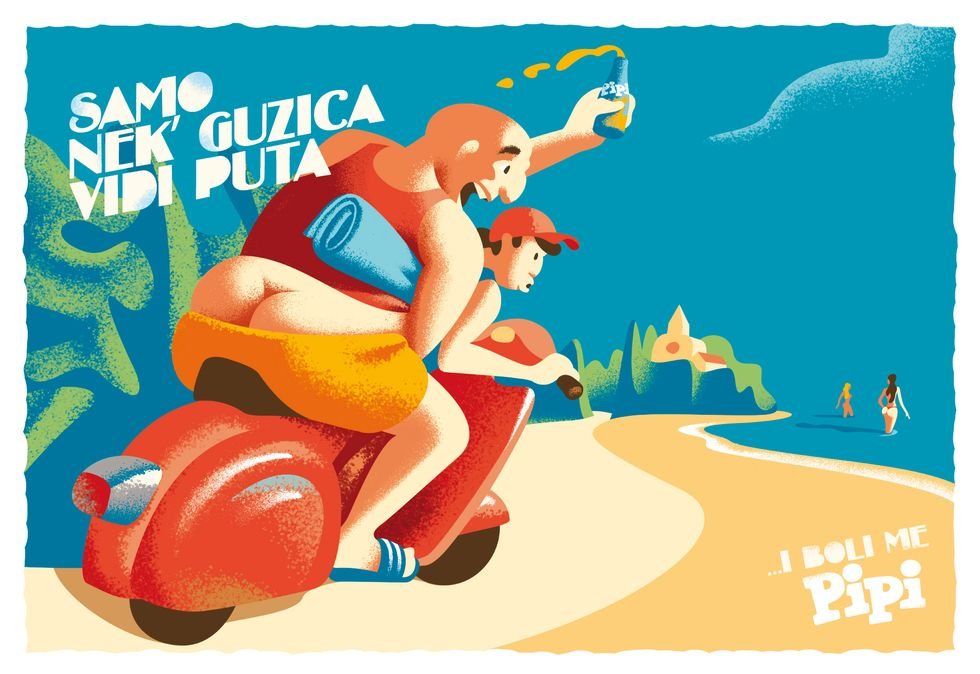 SAMO
NEK' GUZICA
VIDI PUTA
pipi
...I BOLI ME
Pipi